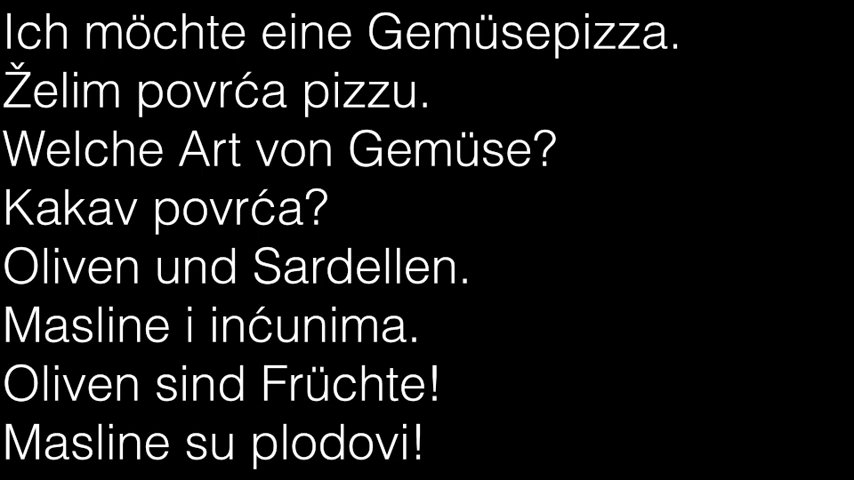 Ich möchte eine Gemüsepizza.
Želim povrća pizzu.
Welche Art von Gemüse?
Kakav povrća?
Oliven und Sardellen.
Masline i inćunima.
Oliven sind Früchte!
Masline su plodovi!